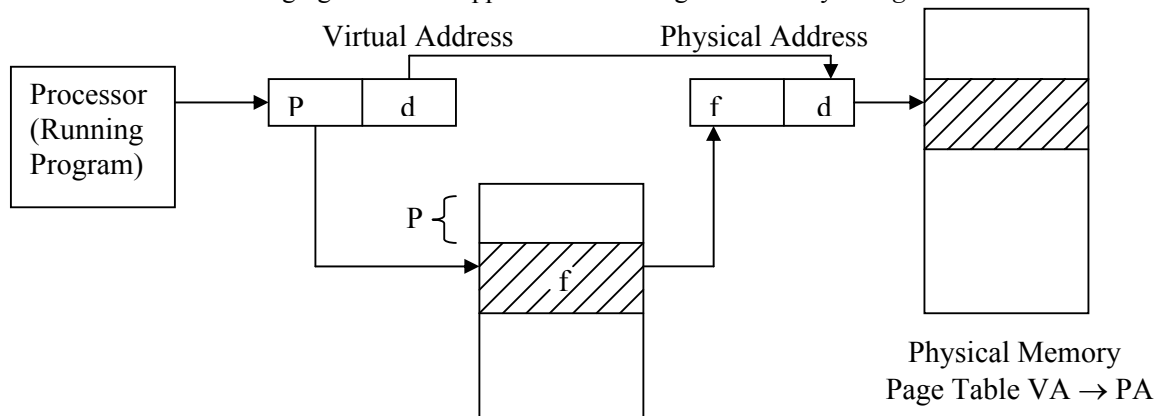 Virtual Address Physical Address
Processor
(Running
Program)
P d
f d
P
f
Physical Memory
Page Table VA → PA